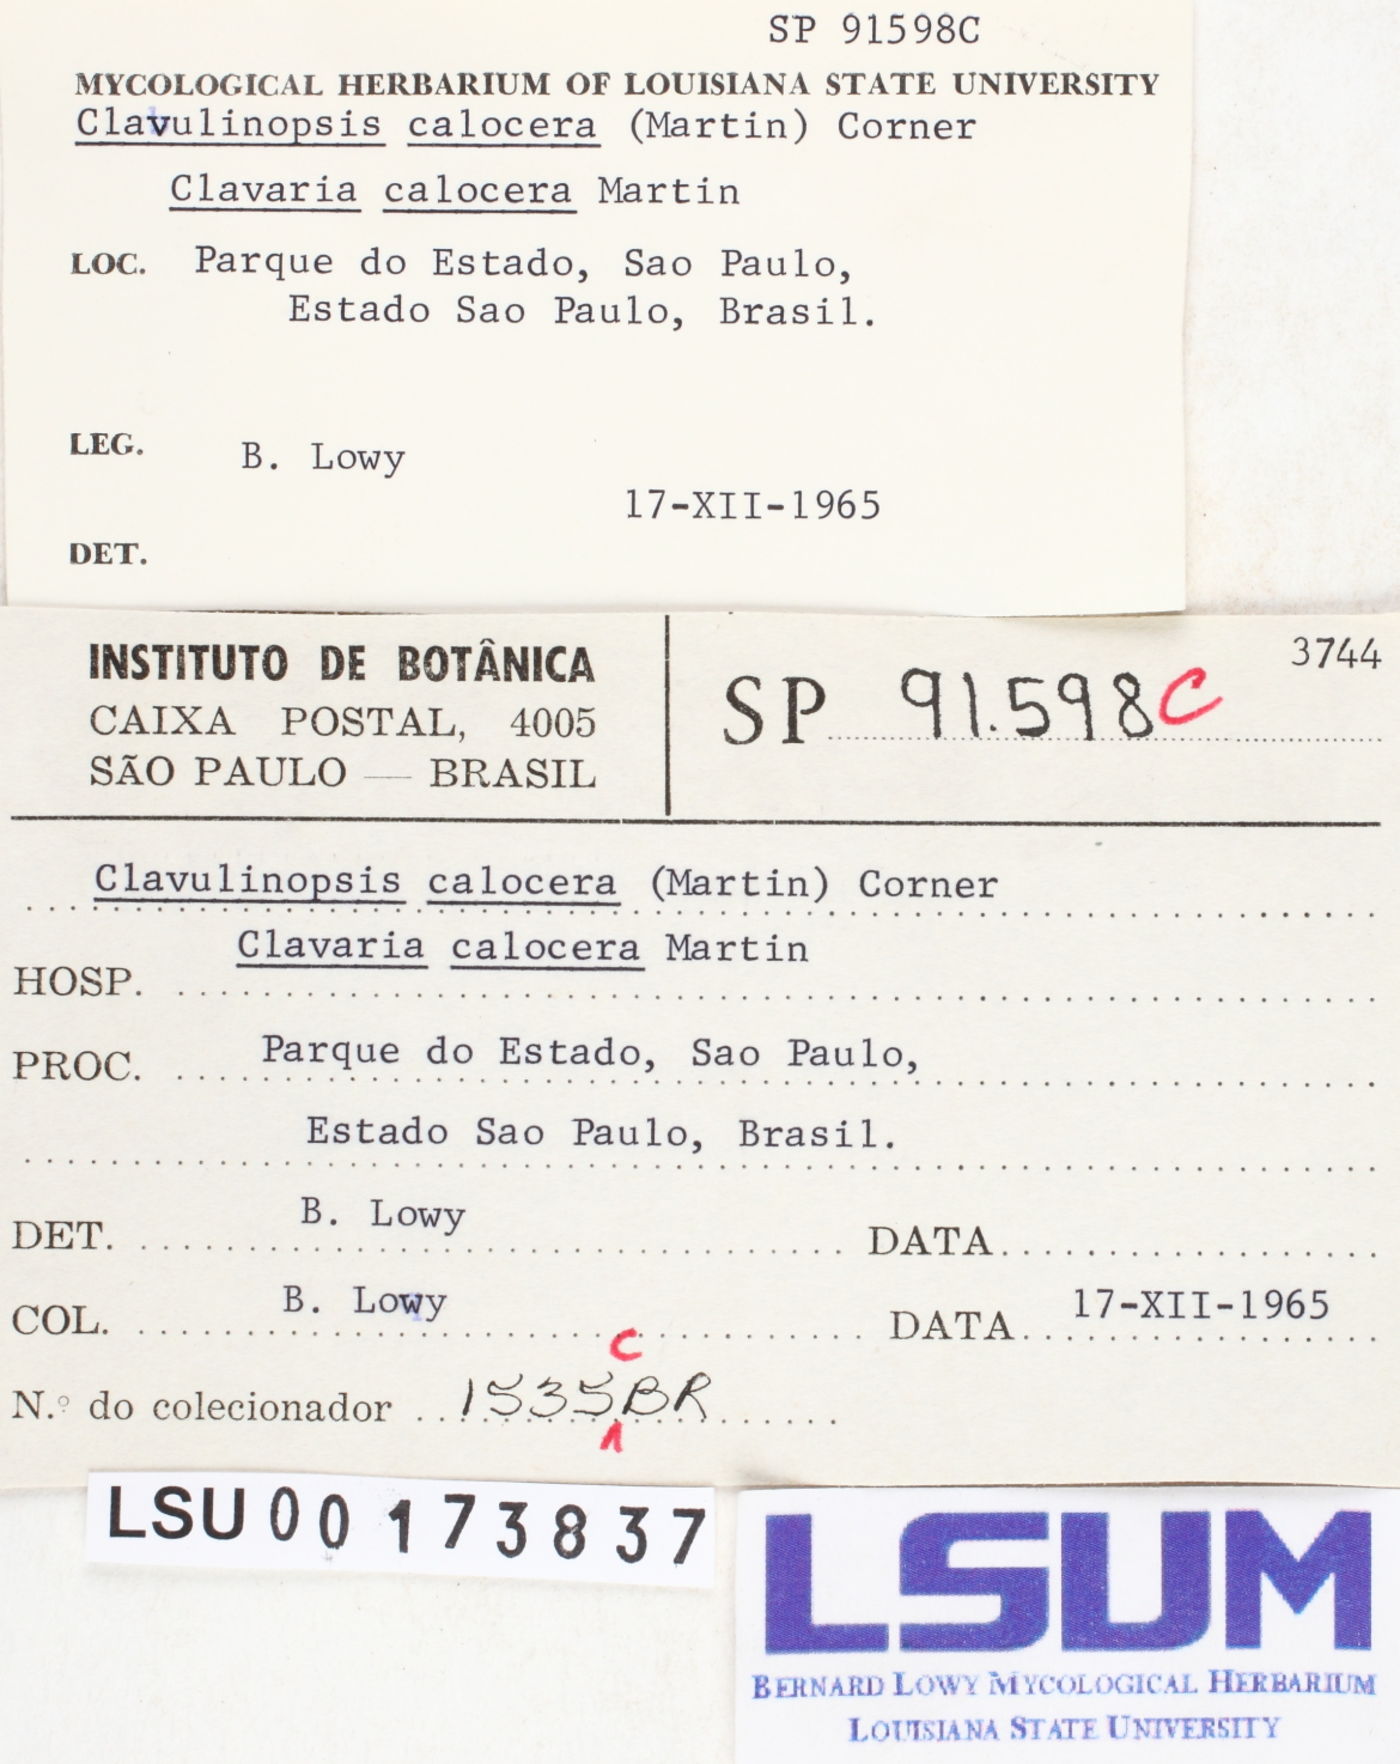 SP 91598C
MYCOLOGICAL HERBARIUM OF LOUISIANA STATE UNIVERSITY
Clavulinopsis calocera (Martin) Corner
Clavaria calocera Martin
LOC. Parque do Estado, Sao Paulo,
Estado Sao Paulo, Brasil.
LEG. B. Lowy
17-XII-1965
DET.
INSTITUTO DE BOTÂNICA
CAIXA POSTAL, 4005
SÃO PAULO — BRASIL
3744
SP 91.598C
Clavulinopsis calocera (Martin) Corner
Clavaria calocera Martin
HOSP.
PROC. Parque do Estado, Sao Paulo,
Estado Sao Paulo, Brasil.
DET. B. Lowy DATA
COL. B. Lowy DATA 17-XII-1965
C
N.º do colecionador 1535BR
LSU00173837
LSUM
BERNARD LOWY MYCOLOGICAL HERBARIUM
LOUISIANA STATE UNIVERSITY